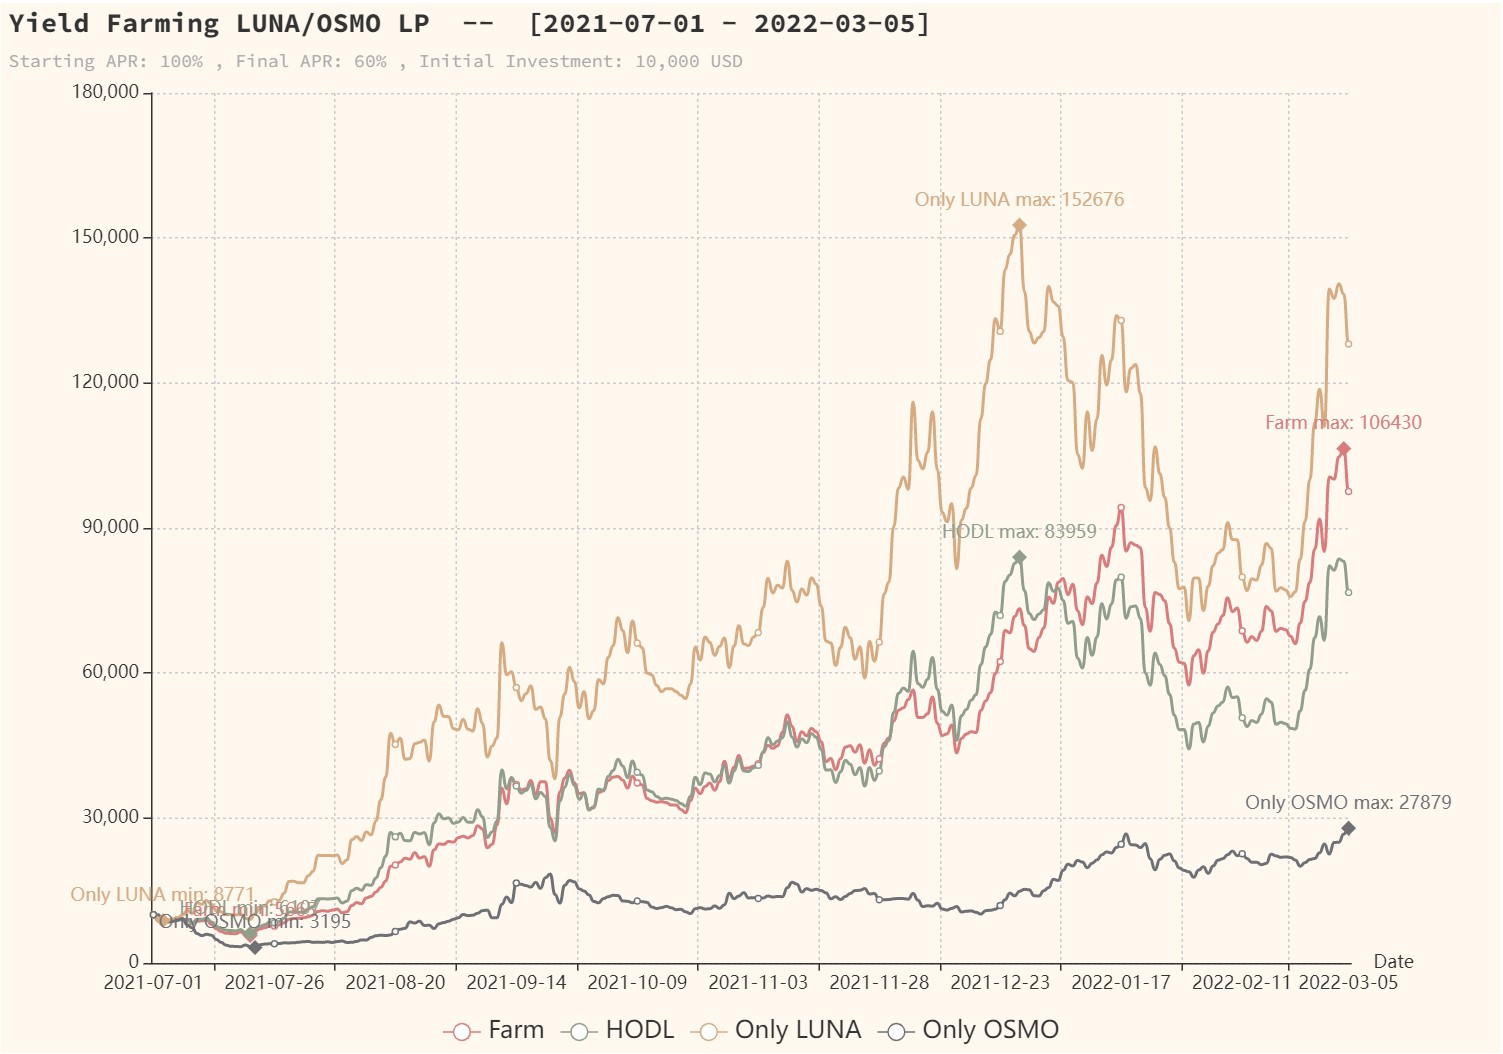 Yield Farming LUNA/OSMO LP -- [2021-07-01 - 2022-03-05]
Starting APR: 100% , Final APR: 60% , Initial Investment: 10,000 USD
180,000
150,000
120,000
90,000
60,000
30,000
0
Only LUNA max: 152676
Farm max: 106430
HODL max: 83959
Only OSMO max: 27879
Only LUNA min: 8771
HODL min:
Farm min:
Only OSMO min: 3195
Date
2021-07-01 2021-07-26 2021-08-20 2021-09-14 2021-10-09 2021-11-03 2021-11-28 2021-12-23 2022-01-17 2022-02-11 2022-03-05
Farm HODL Only LUNA Only OSMO